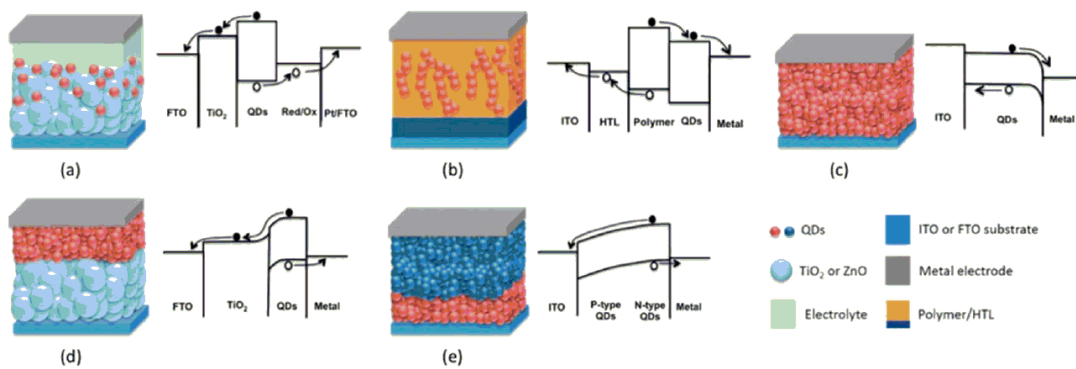 FTO TiO₂ QDs Red/Ox Pt/FTO
(a)
ITO HTL Polymer QDs Metal
(b)
ITO QDs Metal
(c)
FTO TiO₂ QDs Metal
(d)
ITO P-type QDs N-type QDs Metal
(e)
QDs
TiO₂ or ZnO
Electrolyte
ITO or FTO substrate
Metal electrode
Polymer/HTL